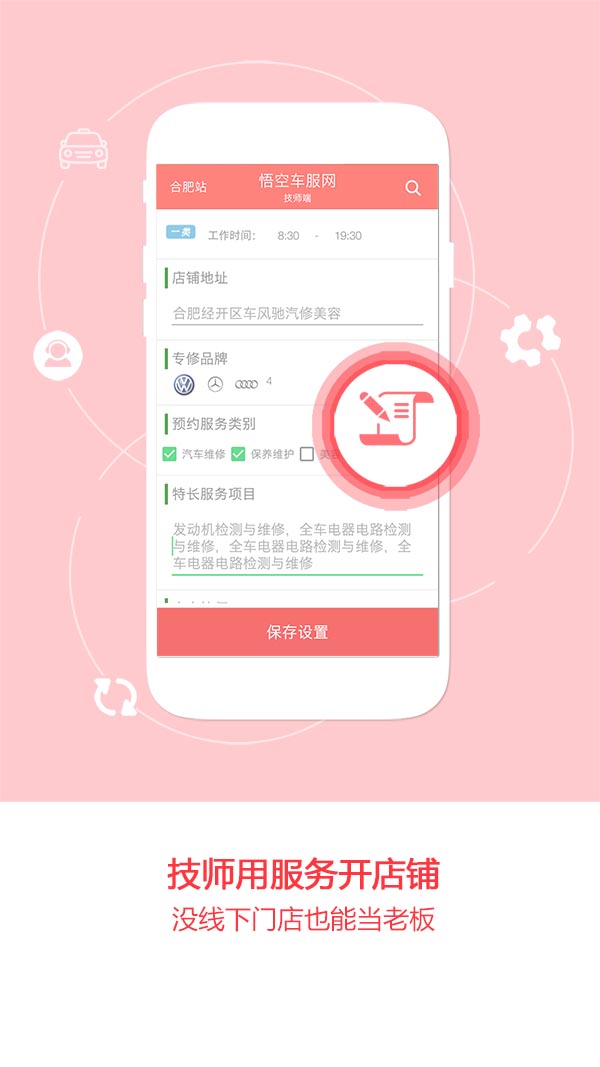 合肥站
悟空车服网
技师端
一类 工作时间: 8:30 - 19:30
店铺地址
合肥经开区车风驰汽修美容
专修品牌
4
预约服务类别
汽车维修 保养维护
特长服务项目
发动机检测与维修，全车电器电路检测
与维修，全车电器电路检测与维修，全
车电器电路检测与维修
保存设置
技师用服务开店铺
没线下门店也能当老板